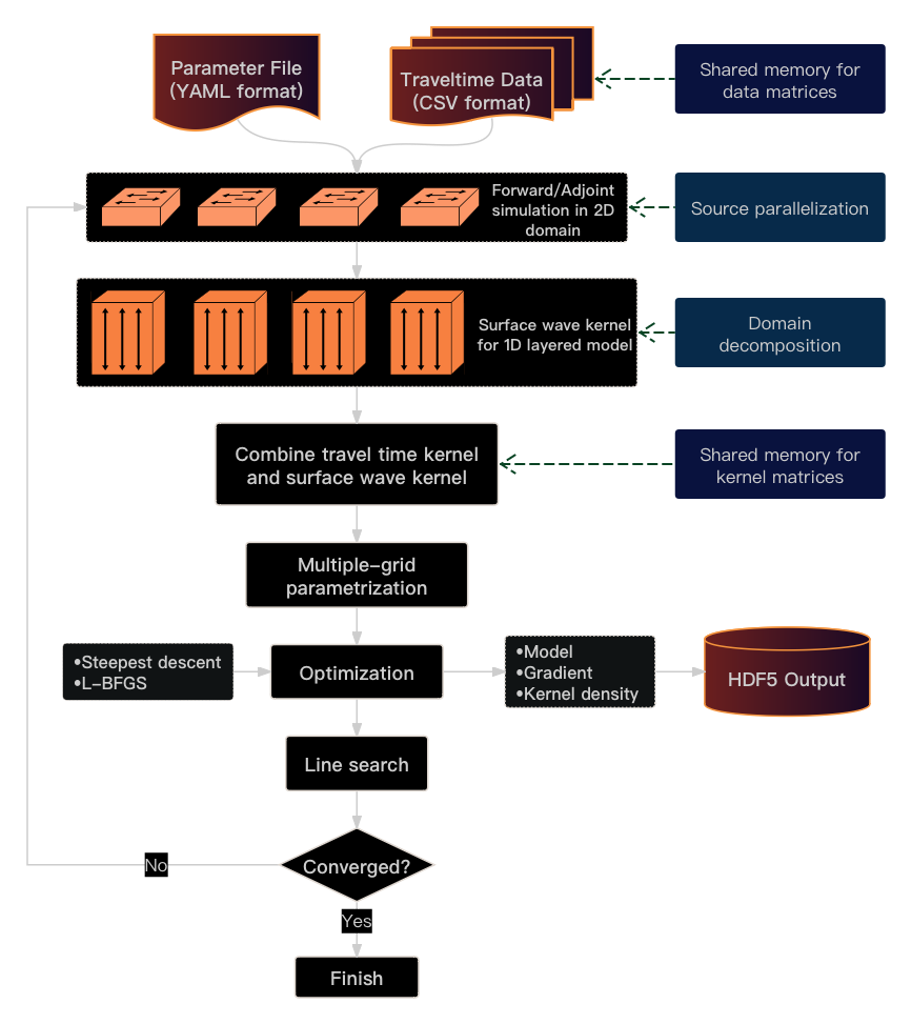 Parameter File
(YAML format)
Traveltime Data
(CSV format)
Shared memory for
data matrices
Forward/Adjoint
simulation in 2D
domain
Source parallelization
Surface wave kernel
for 1D layered model
Domain
decomposition
Combine travel time kernel
and surface wave kernel
Shared memory for
kernel matrices
Multiple-grid
parametrization
•Steepest descent
•L-BFGS
Optimization
•Model
•Gradient
•Kernel density
HDF5 Output
Line search
Converged?
No
Yes
Finish